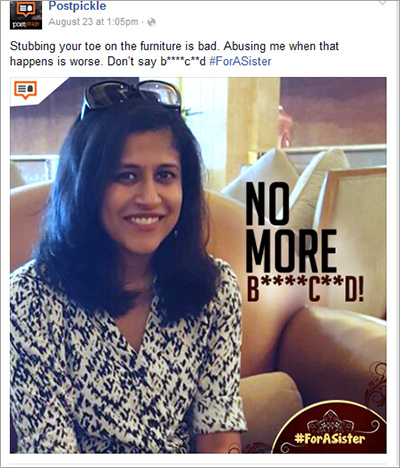 Postpickle
August 23 at 1:05pm ·
Stubbing your toe on the furniture is bad. Abusing me when that
happens is worse. Don't say b****c**d #ForASister
NO
MORE
B****C**D!
#ForASister